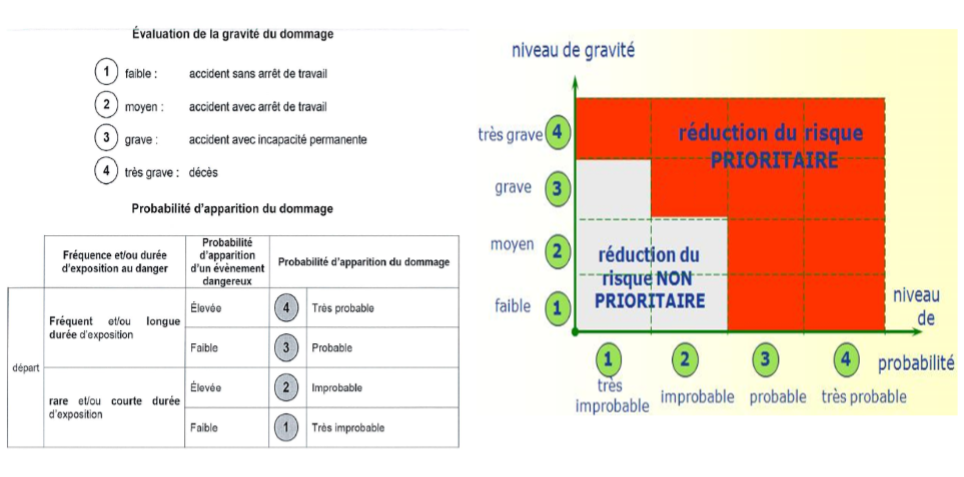 Évaluation de la gravité du dommage
1 faible : accident sans arrêt de travail
2 moyen : accident avec arrêt de travail
3 grave : accident avec incapacité permanente
4 très grave : décès
Probabilité d'apparition du dommage
Fréquence et/ou durée
d'exposition au danger
Probabilité
d'apparition
d'un évènement
dangereux
Probabilité d'apparition du dommage
départ
Fréquent et/ou longue
durée d'exposition
Élevée 4 Très probable
Faible 3 Probable
rare et/ou courte durée
d'exposition
Élevée 2 Improbable
Faible 1 Très improbable
niveau de gravité
très grave 4
grave 3
moyen 2
faible 1
réduction du risque
PRIORITAIRE
réduction du
risque NON
PRIORITAIRE
niveau
de
probabilité
1 2 3 4
très
improbable
improbable
probable
très probable